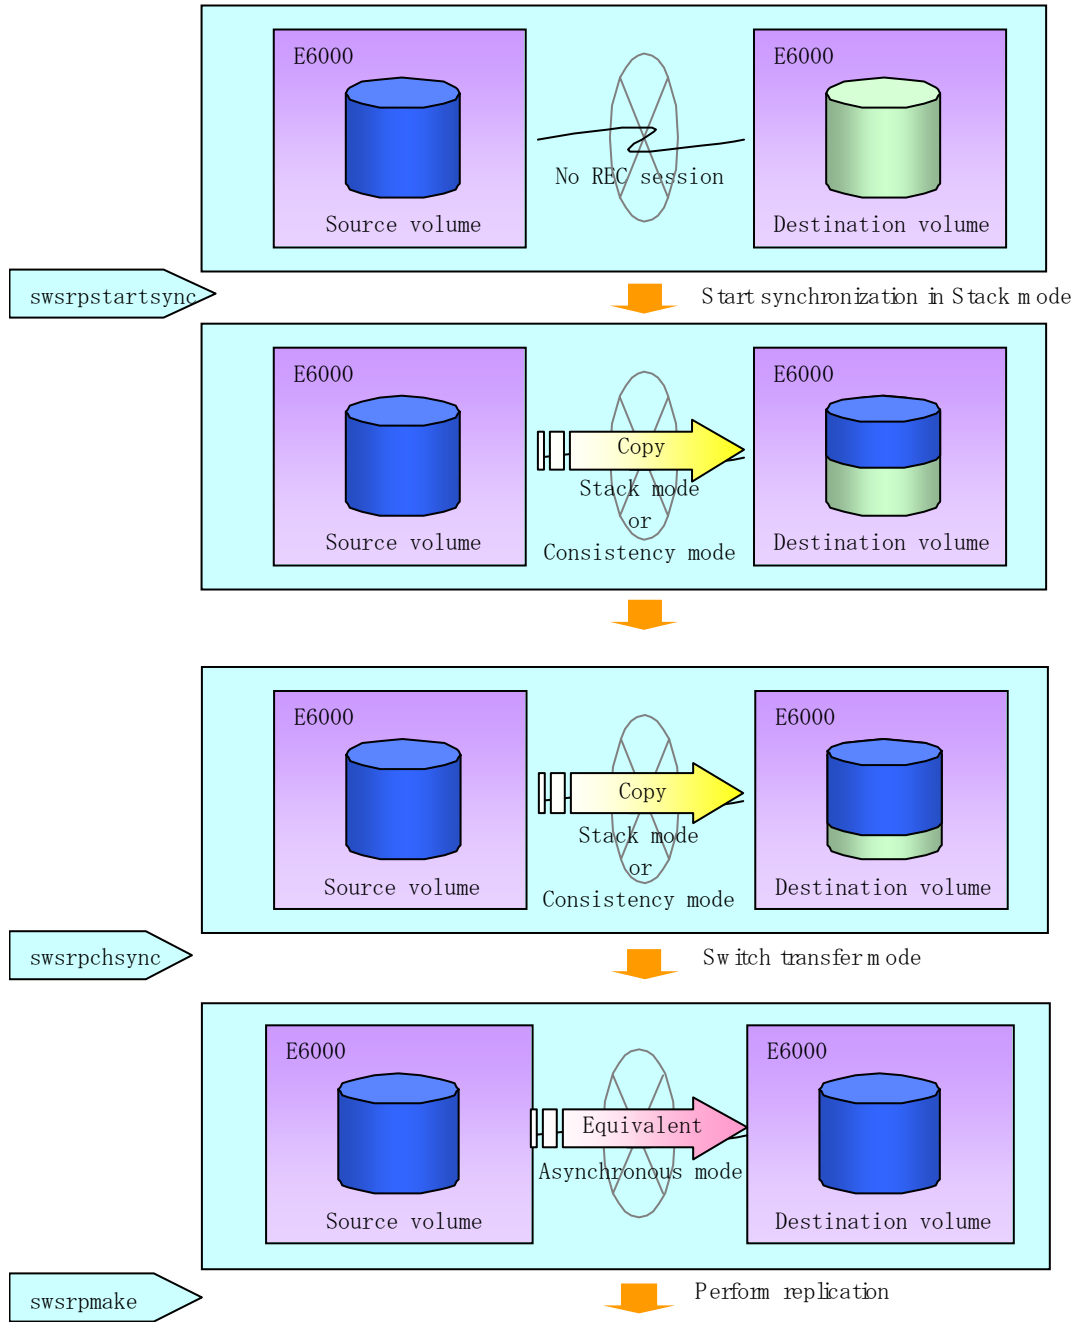 E6000
E6000
No REC session
Source volume
Destination volume
swsrpstartsync
Start synchronization in Stack mode
E6000
E6000
Copy
Stack mode
or
Consistency mode
Source volume
Destination volume
E6000
E6000
Copy
Stack mode
or
Consistency mode
Source volume
Destination volume
swsrpchsync
Switch transfer mode
E6000
E6000
Equivalent
Asynchronous mode
Source volume
Destination volume
swsrpmake
Perform replication